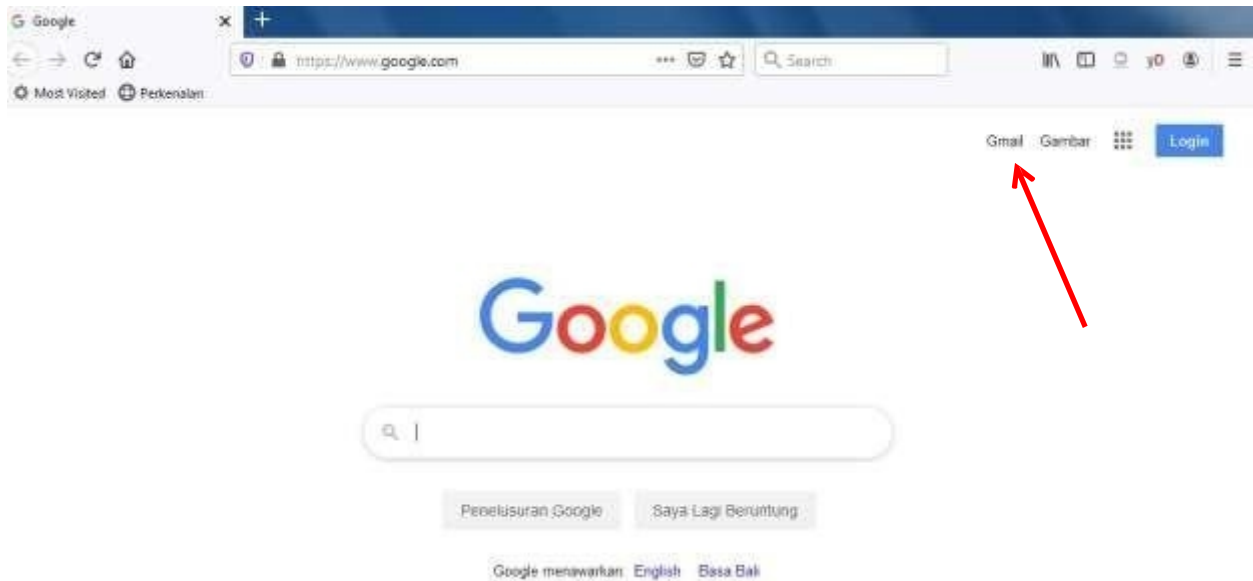 Google
https://www.google.com
Search
Most Visited Perkenalan
Gmail Gambar Login
Google
Penelusuran Google Saya Lagi Beruntung
Google menawarkan: English Basa Bali